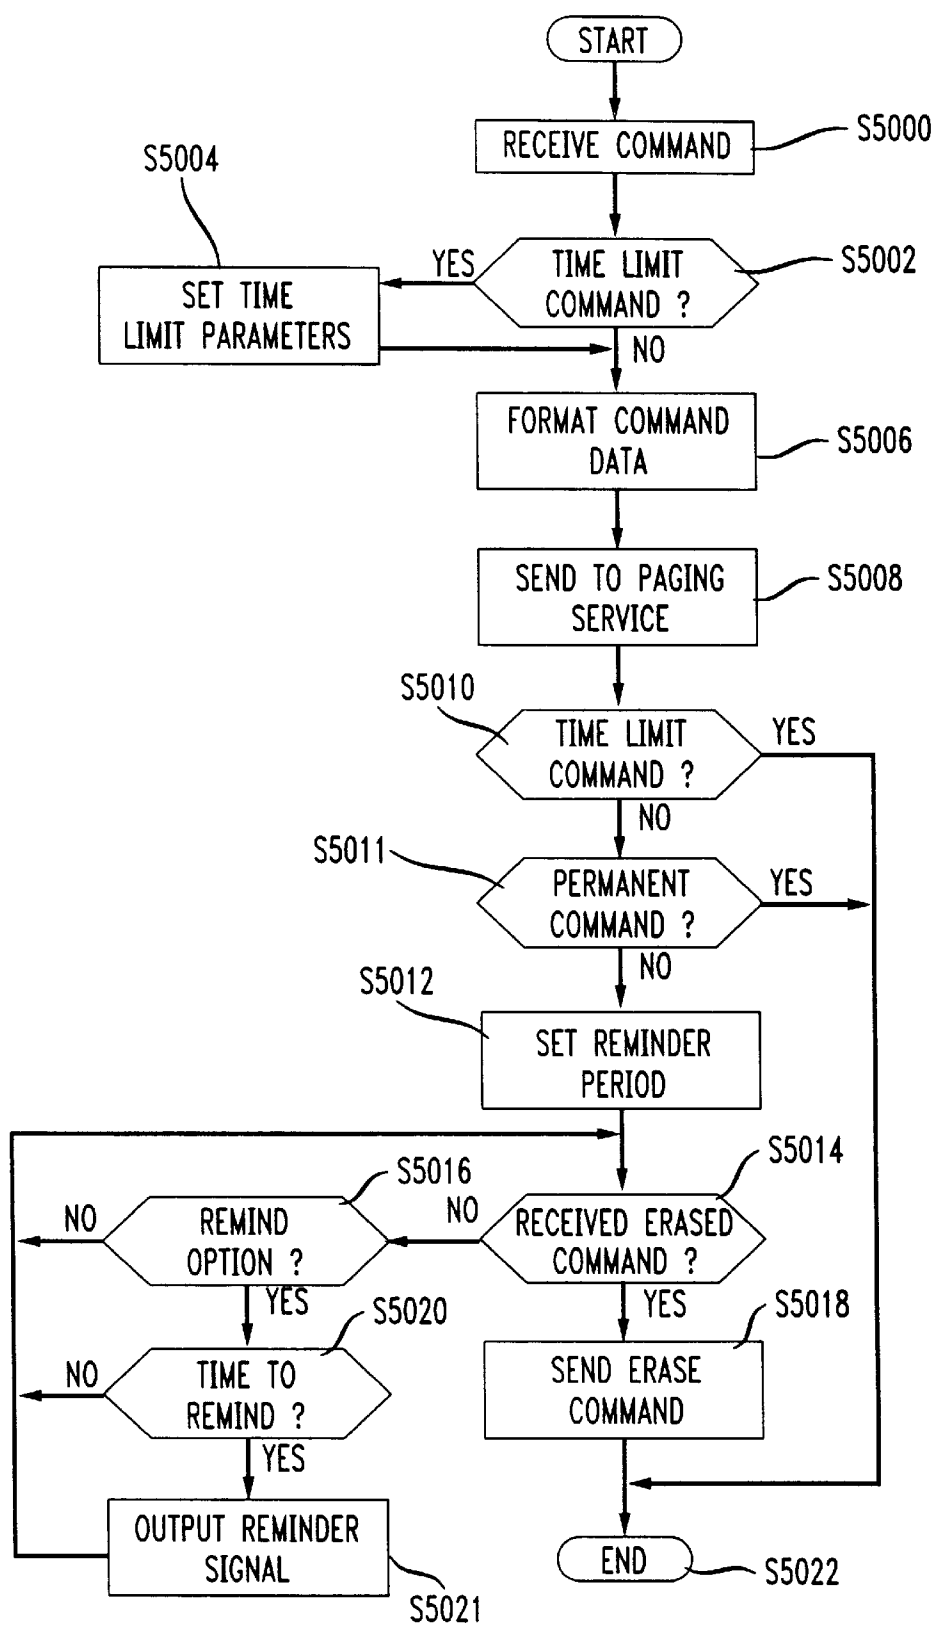 START
RECEIVE COMMAND
S5000
S5004
YES
TIME LIMIT
COMMAND ?
S5002
SET TIME
LIMIT PARAMETERS
NO
FORMAT COMMAND
DATA
S5006
SEND TO PAGING
SERVICE
S5008
S5010
TIME LIMIT
COMMAND ?
YES
NO
S5011
PERMANENT
COMMAND ?
YES
NO
S5012
SET REMINDER
PERIOD
S5014
S5016
NO
REMIND
OPTION ?
NO
RECEIVED ERASED
COMMAND ?
YES
YES
S5020
S5018
NO
TIME TO
REMIND ?
SEND ERASE
COMMAND
YES
OUTPUT REMINDER
SIGNAL
S5021
END
S5022